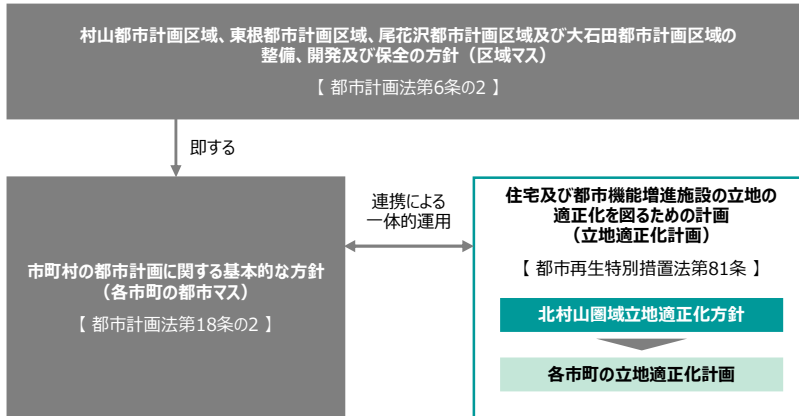 村山都市計画区域、東根都市計画区域、尾花沢都市計画区域及び大石田都市計画区域の
整備、開発及び保全の方針（区域マス）
【 都市計画法第6条の2 】
即する
市町村の都市計画に関する基本的な方針
（各市町の都市マス）
【 都市計画法第18条の2 】
連携による
一体的運用
住宅及び都市機能増進施設の立地の
適正化を図るための計画
（立地適正化計画）
【 都市再生特別措置法第81条 】
北村山圏域立地適正化方針
各市町の立地適正化計画